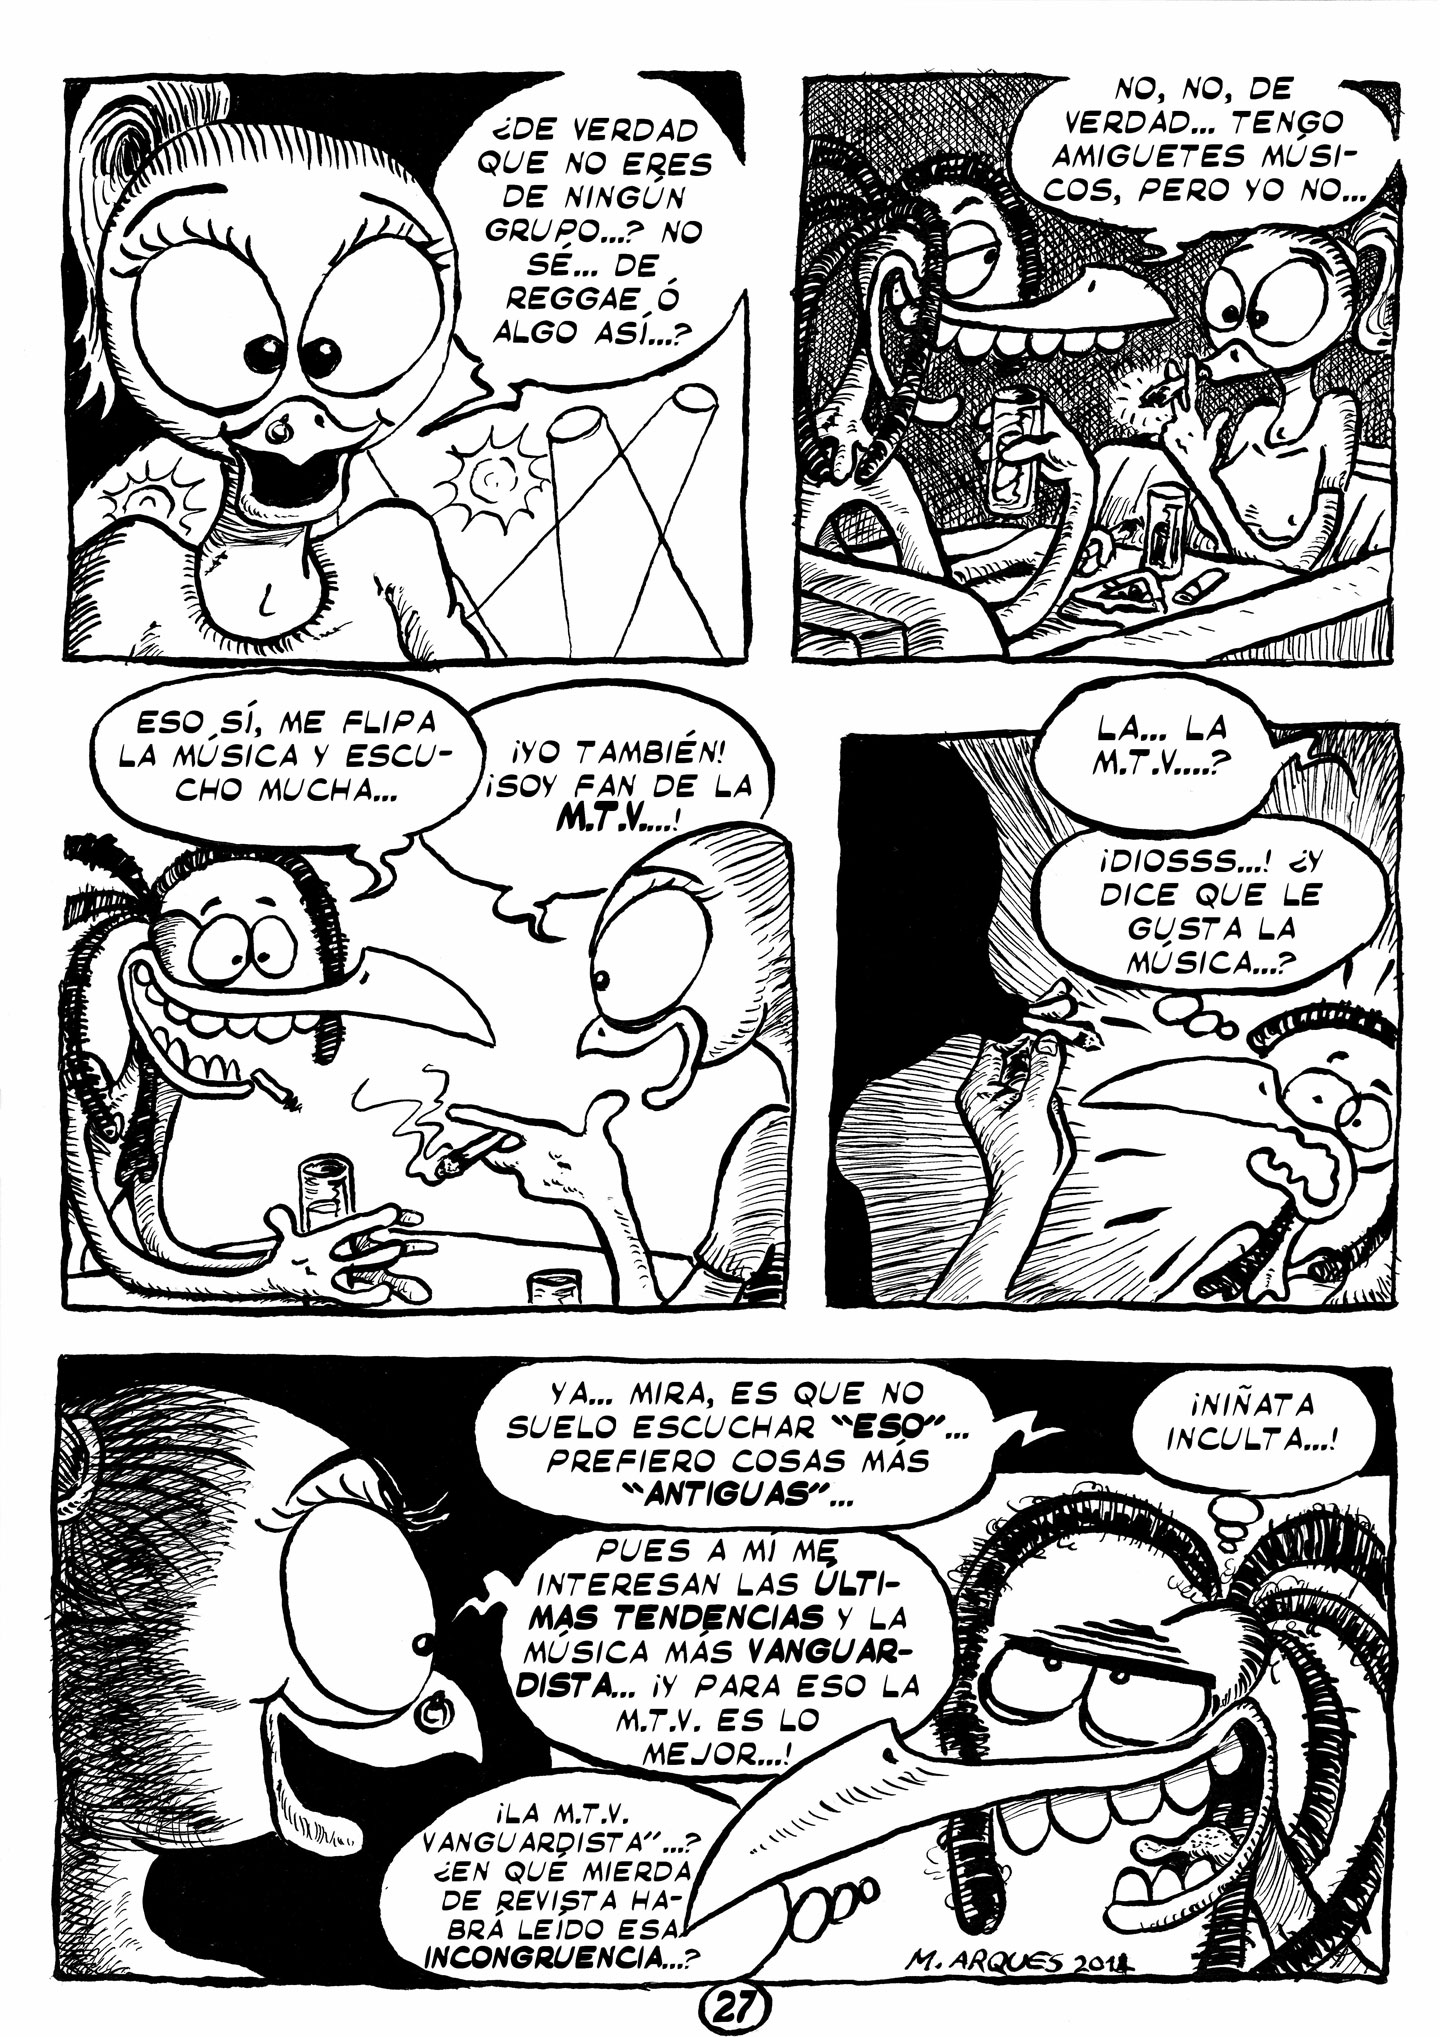 ¿DE VERDAD
QUE NO ERES
DE NINGÚN
GRUPO...? NO
SÉ... DE
REGGAE Ó
ALGO ASÍ...?
NO, NO, DE
VERDAD... TENGO
AMIGUETES MÚSI-
COS, PERO YO NO...
ESO SÍ, ME FLIPA
LA MÚSICA Y ESCU-
CHO MUCHA...
¡YO TAMBIÉN!
¡SOY FAN DE LA
M.T.V....!
LA... LA
M.T.V....?
¡DIOSSS...! ¿Y
DICE QUE LE
GUSTA LA
MÚSICA...?
YA... MIRA, ES QUE NO
SUELO ESCUCHAR "ESO"...
PREFIERO COSAS MÁS
"ANTIGUAS"...
¡NIÑATA
INCULTA...!
PUES A MÍ ME
INTERESAN LAS ÚLTI-
MAS TENDENCIAS Y LA
MÚSICA MÁS VANGUAR-
DISTA... ¡Y PARA ESO LA
M.T.V. ES LO
MEJOR...!
¡LA M.T.V.
VANGUARDISTA"...?
¿EN QUÉ MIERDA
DE REVISTA HA-
BRÁ LEÍDO ESA
INCONGRUENCIA...?
M. ARQUES 2011
27